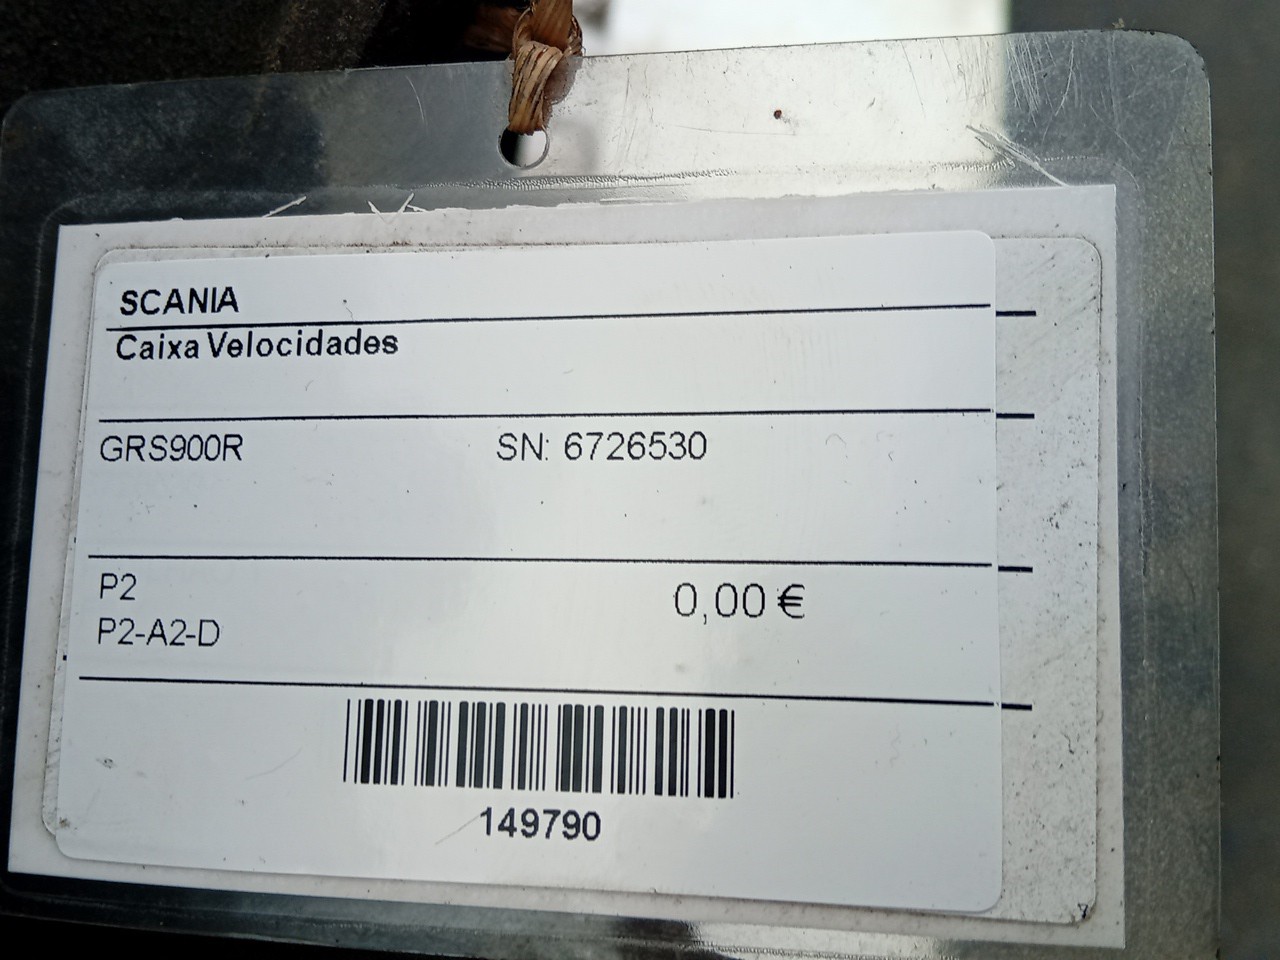 SCANIA
Caixa Velocidades
GRS900R SN: 6726530
P2 0,00 €
P2-A2-D
149790